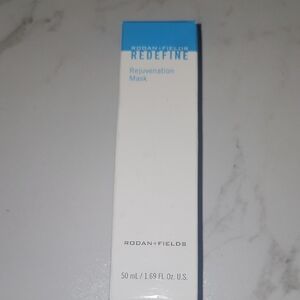 RODAN+FIELDS
REDEFINE
Rejuvenation
Mask
RODAN+FIELDS
50 mL / 1.69 FL. Oz. U.S.